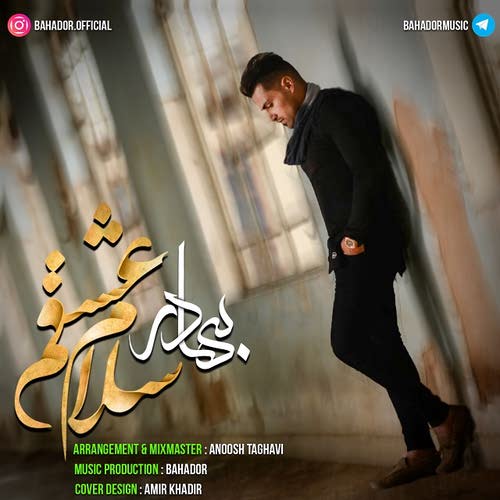 BAHADOR.OFFICIAL
BAHADORMUSIC
بهادر
سلام عشقم
ARRANGEMENT & MIXMASTER : ANOOSH TAGHAVI
MUSIC PRODUCTION : BAHADOR
COVER DESIGN : AMIR KHADIR